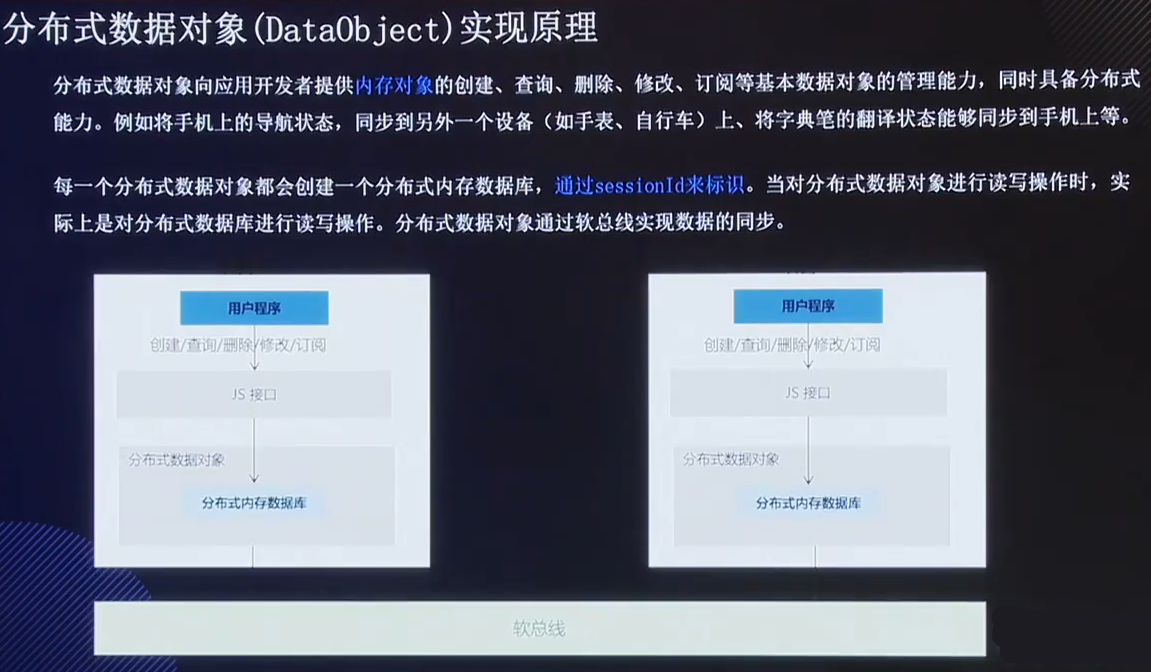 分布式数据对象(DataObject)实现原理
分布式数据对象向应用开发者提供内存对象的创建、查询、删除、修改、订阅等基本数据对象的管理能力，同时具备分布式
能力。例如将手机上的导航状态，同步到另外一个设备（如手表、自行车）上、将字典笔的翻译状态能够同步到手机上等。
每一个分布式数据对象都会创建一个分布式内存数据库，通过sessionId来标识。当对分布式数据对象进行读写操作时，实
际上是对分布式数据库进行读写操作。分布式数据对象通过软总线实现数据的同步。
用户程序
创建/查询/删除/修改/订阅
JS 接口
分布式数据对象
分布式内存数据库
用户程序
创建/查询/删除/修改/订阅
JS 接口
分布式数据对象
分布式内存数据库
软总线